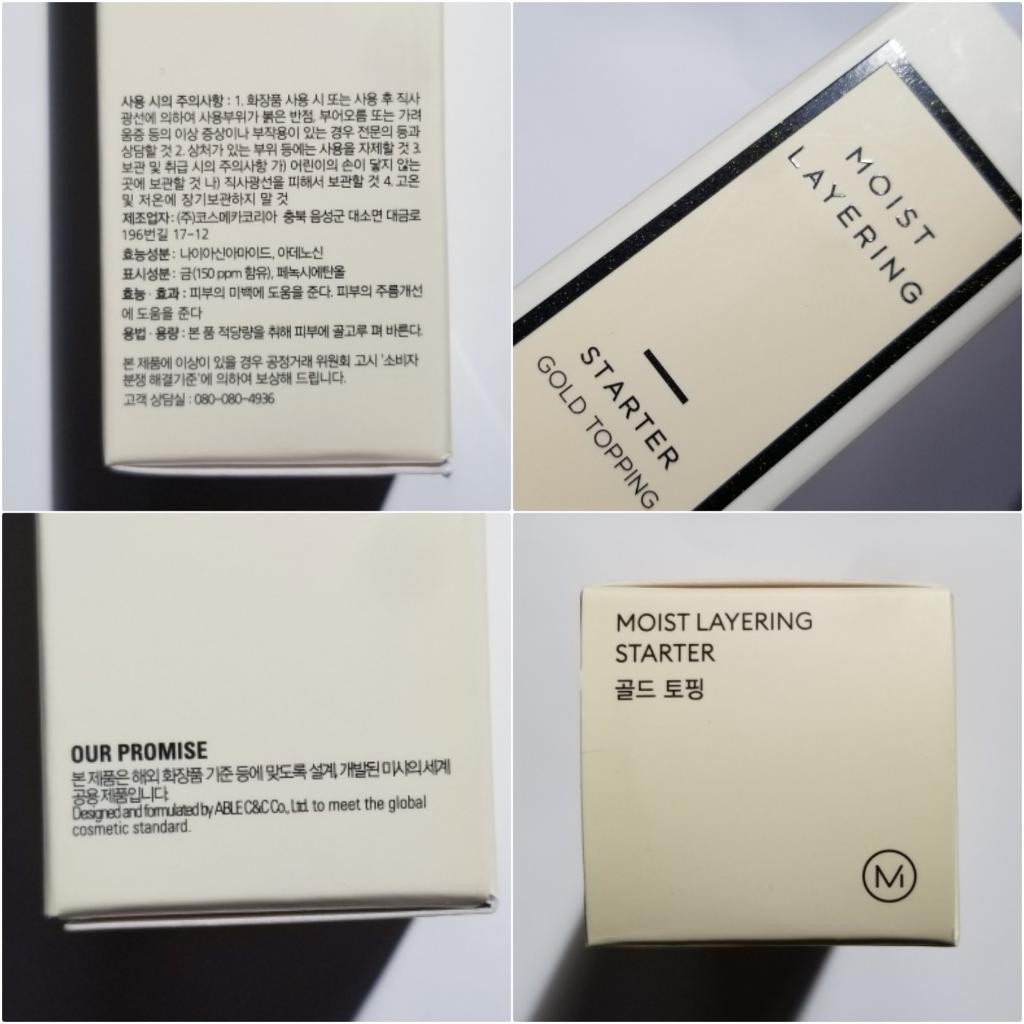 사용 시의 주의사항 : 1. 화장품 사용 시 또는 사용 후 직사
광선에 의하여 사용부위가 붉은 반점, 부어오름 또는 가려
움증 등의 이상 증상이나 부작용이 있는 경우 전문의 등과
상담할 것 2. 상처가 있는 부위 등에는 사용을 자제할 것 3.
보관 및 취급 시의 주의사항 가) 어린이의 손이 닿지 않는
곳에 보관할 것 나) 직사광선을 피해서 보관할 것 4. 고온
및 저온에 장기보관하지 말 것
제조업자 : (주)코스메카코리아 충북 음성군 대소면 대금로
196번길 17-12
효능성분 : 나이아신아마이드, 아데노신
표시성분 : 금(150 ppm 함유), 페녹시에탄올
효능 · 효과 : 피부의 미백에 도움을 준다. 피부의 주름개선
에 도움을 준다
용법 · 용량 : 본 품 적당량을 취해 피부에 골고루 펴 바른다.
본 제품에 이상이 있을 경우 공정거래 위원회 고시 '소비자
분쟁 해결기준'에 의하여 보상해 드립니다.
고객 상담실 : 080-080-4936
MOIST
LAYERING
STARTER
GOLD TOPPING
OUR PROMISE
본 제품은 해외 화장품 기준 등에 맞도록 설계, 개발된 미샤의 세계
공용 제품입니다.
Designed and formulated by ABLE C&C Co., Ltd. to meet the global
cosmetic standard.
MOIST LAYERING
STARTER
골드 토핑
M